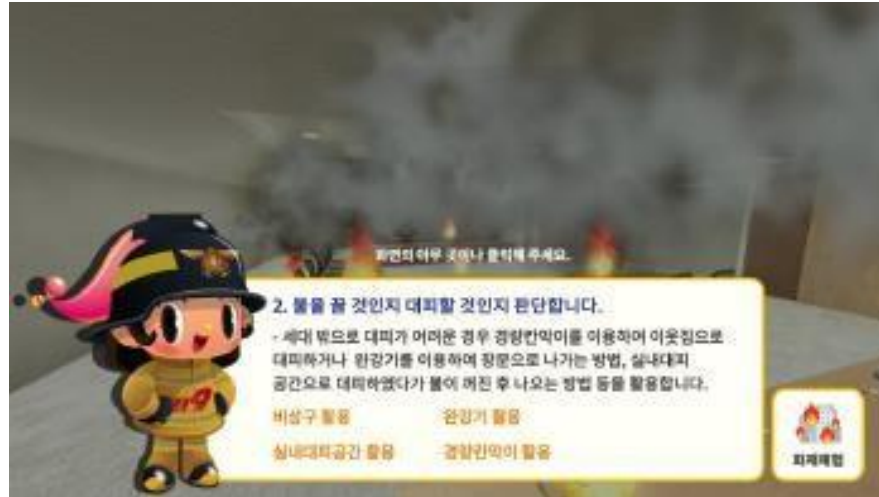 화면의 아무 곳이나 클릭해 주세요.
2. 불을 끌 것인지 대피할 것인지 판단합니다.
- 세대 밖으로 대피가 어려운 경우 경량칸막이를 이용하여 이웃집으로
대피하거나 완강기를 이용하여 창문으로 나가는 방법, 실내대피
공간으로 대피하였다가 불이 꺼진 후 나오는 방법 등을 활용합니다.
비상구 활용
완강기 활용
실내대피공간 활용
경량칸막이 활용
119
화재체험